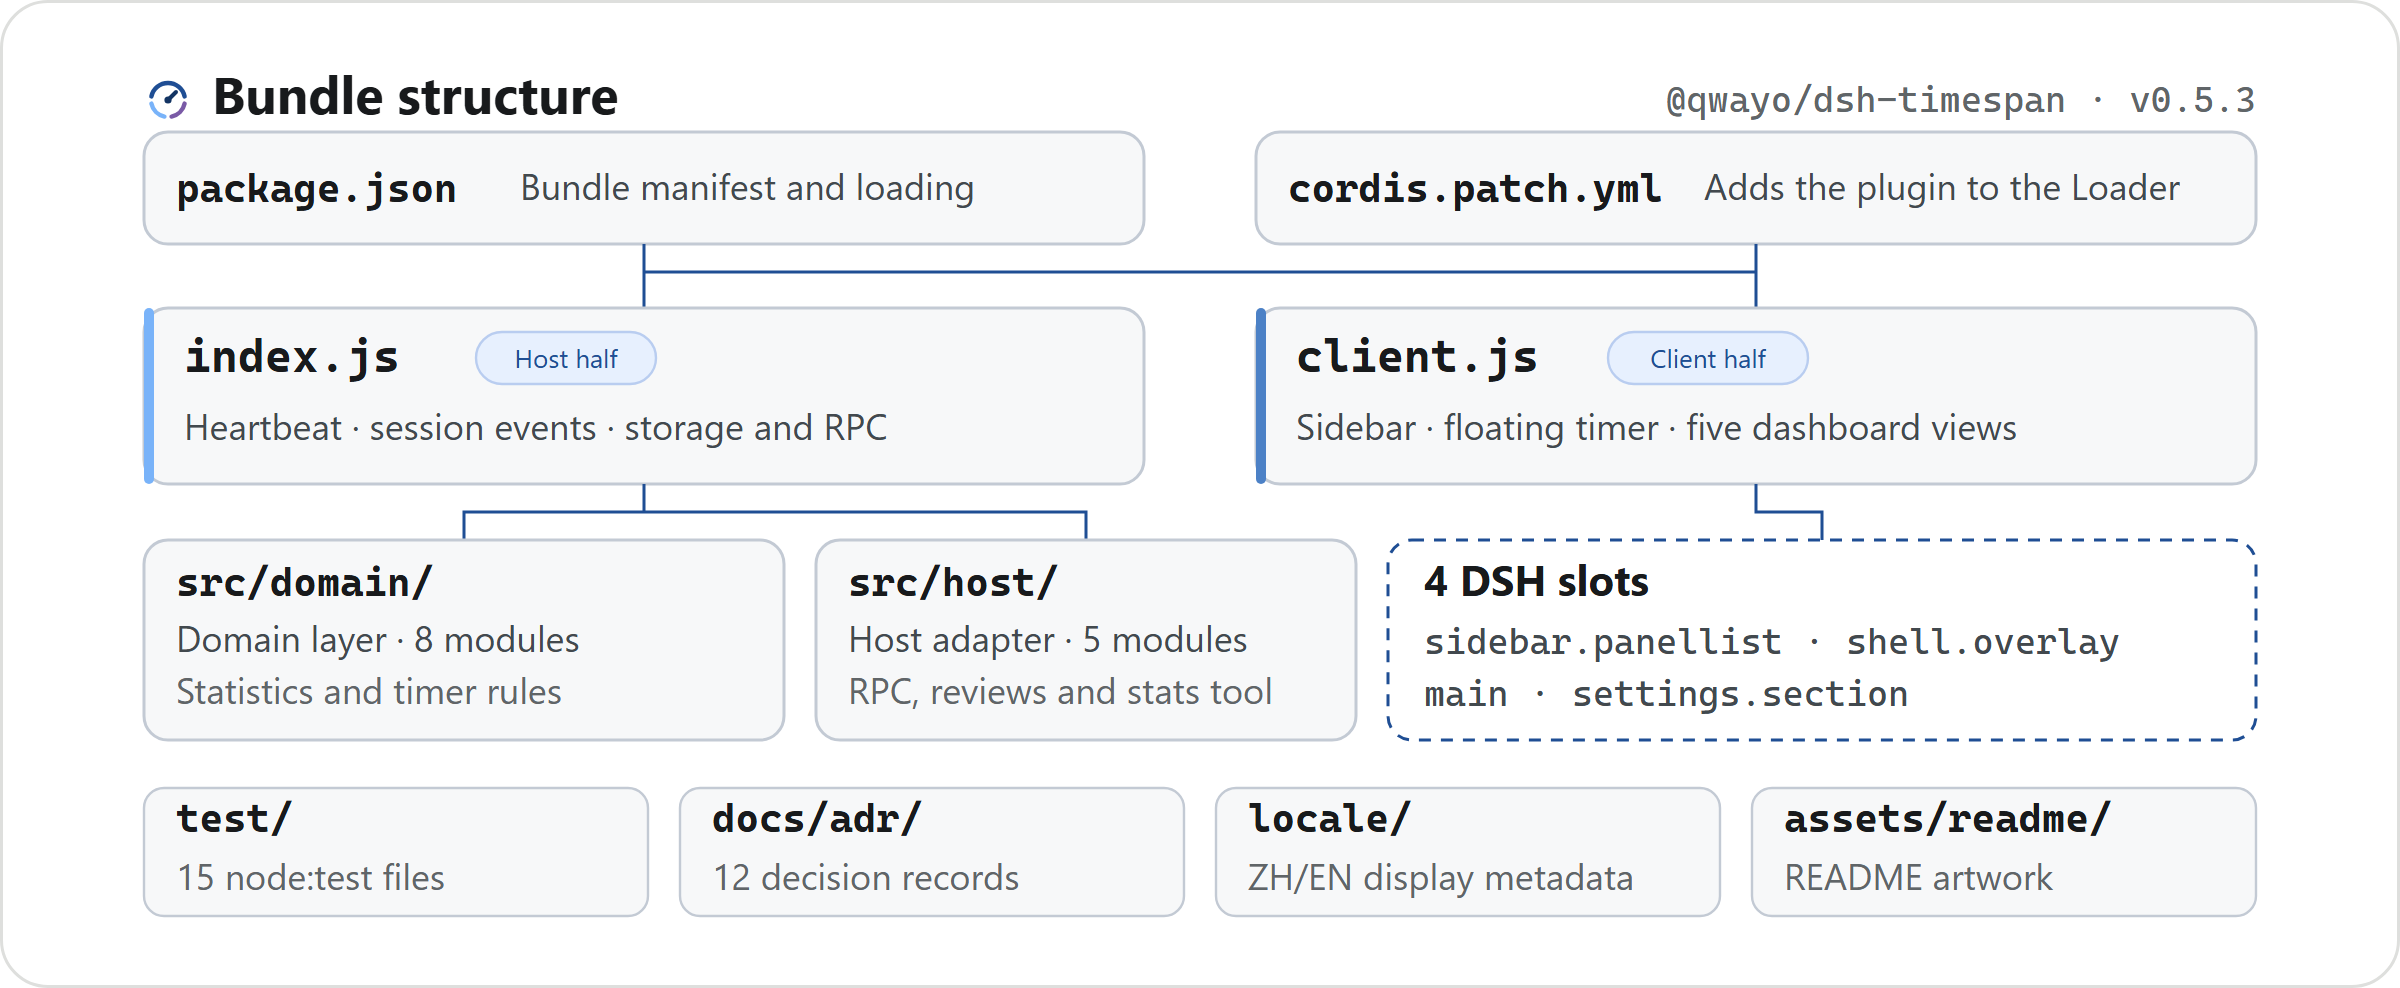 Bundle structure
@qwayo/dsh-timespan · v0.5.3
package.json Bundle manifest and loading
cordis.patch.yml Adds the plugin to the Loader
index.js Host half
Heartbeat · session events · storage and RPC
client.js Client half
Sidebar · floating timer · five dashboard views
src/domain/
Domain layer · 8 modules
Statistics and timer rules
src/host/
Host adapter · 5 modules
RPC, reviews and stats tool
4 DSH slots
sidebar.panellist · shell.overlay
main · settings.section
test/
15 node:test files
docs/adr/
12 decision records
locale/
ZH/EN display metadata
assets/readme/
README artwork